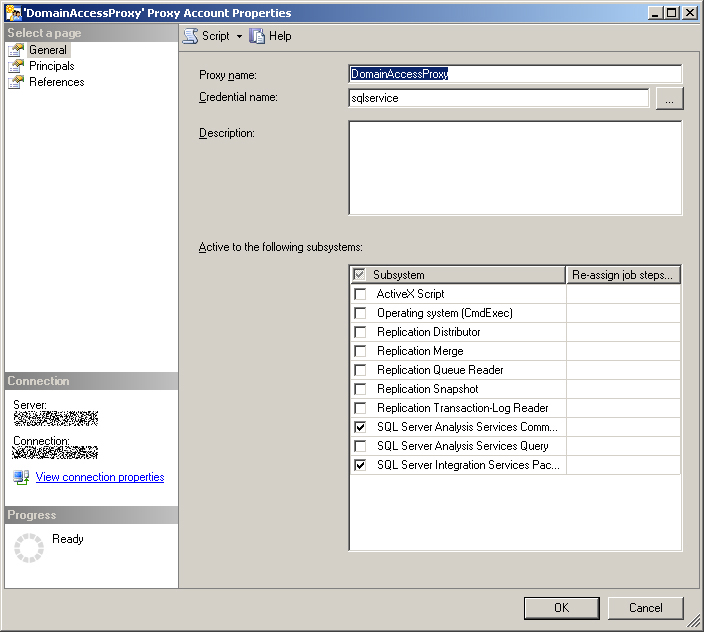 'DomainAccessProxy' Proxy Account Properties
Select a page
General
Principals
References
Script
Help
Proxy name:
DomainAccessProxy
Credential name:
sqlservice
...
Description:
Active to the following subsystems:
Subsystem
Re-assign job steps...
ActiveX Script
Operating system (CmdExec)
Replication Distributor
Replication Merge
Replication Queue Reader
Replication Snapshot
Replication Transaction-Log Reader
SQL Server Analysis Services Comm...
SQL Server Analysis Services Query
SQL Server Integration Services Pac...
Connection
Server:
Connection:
View connection properties
Progress
Ready
OK
Cancel